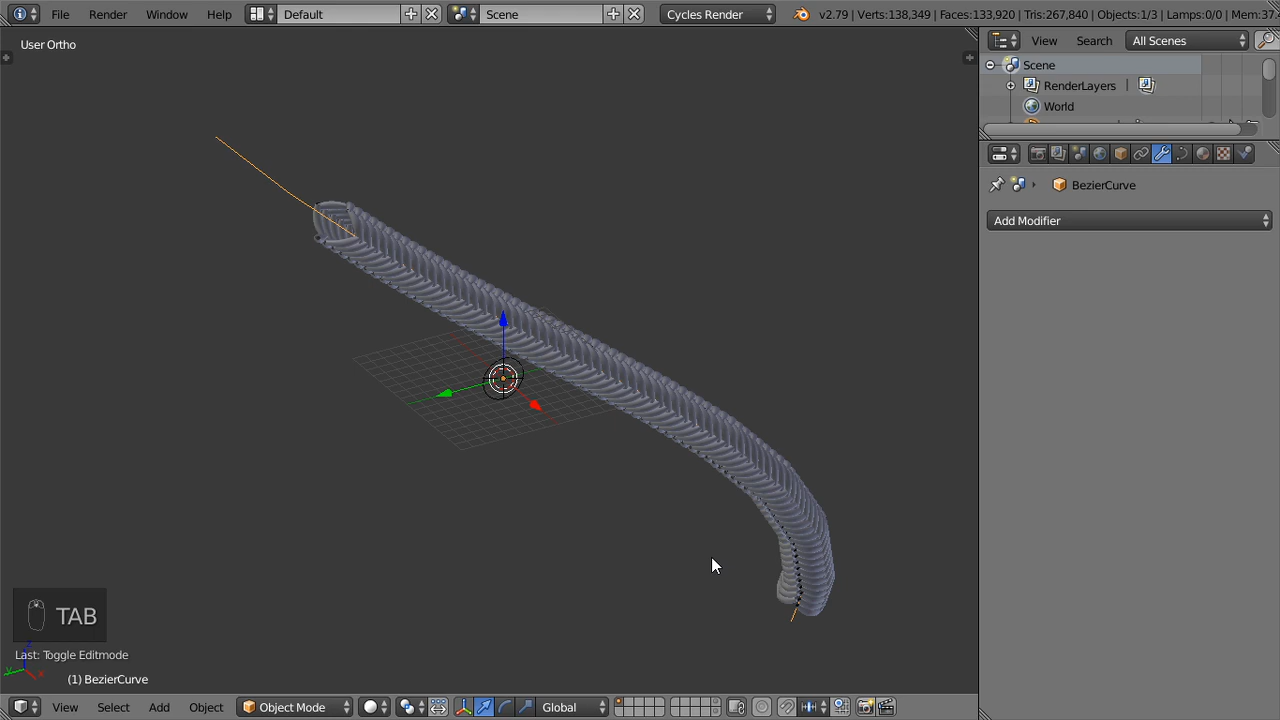 File Render Window Help Default Scene Cycles Render v2.79 | Verts:138,349 | Faces:133,920 | Tris:267,840 | Objects:1/3 | Lamps:0/0 | Mem:37
User Ortho
View Search All Scenes
Scene
RenderLayers
World
BezierCurve
Add Modifier
TAB
Last: Toggle Editmode
(1) BezierCurve
View Select Add Object Object Mode Global